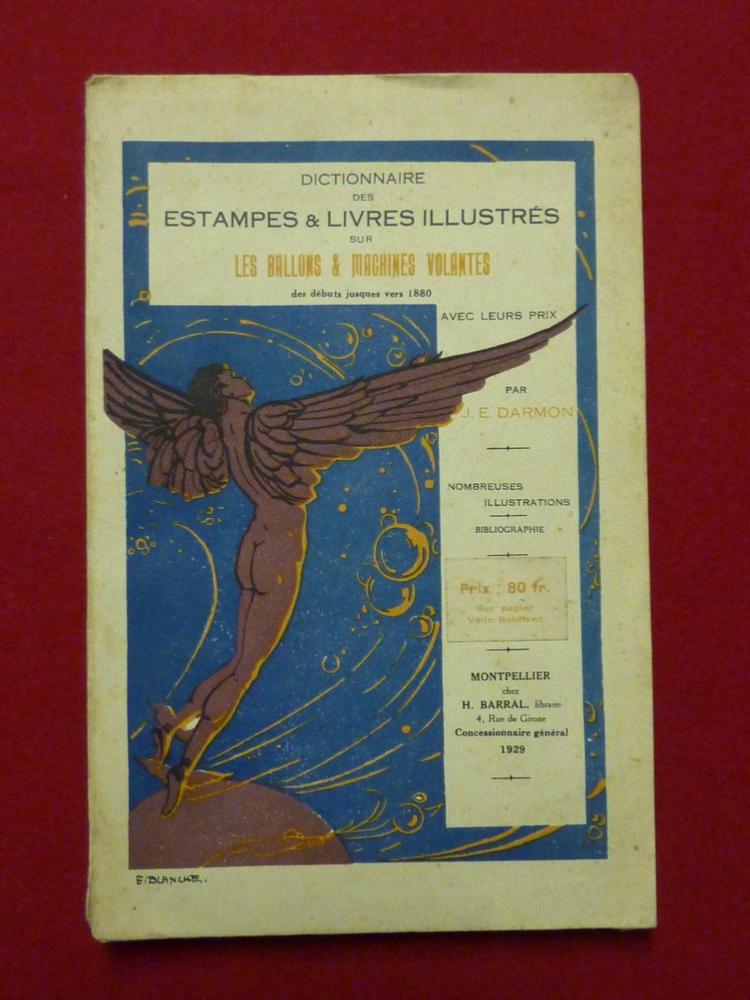 DICTIONNAIRE
DES
ESTAMPES & LIVRES ILLUSTRÉS
SUR
LES BALLONS & MACHINES VOLANTES
des débuts jusques vers 1880
AVEC LEURS PRIX
PAR
J. E. DARMON
NOMBREUSES
ILLUSTRATIONS
BIBLIOGRAPHIE
Prix : 80 fr.
Sur papier
Vélin Bouffant
MONTPELLIER
chez
H. BARRAL, libraire
4, Rue de Girone
Concessionnaire général
1929
E. BLANCHE.